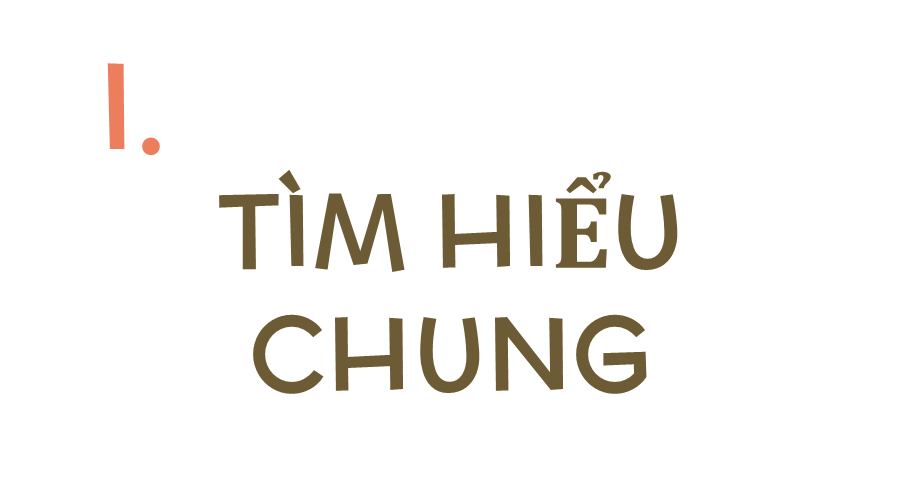 I.
TÌM HIỂU
CHUNG